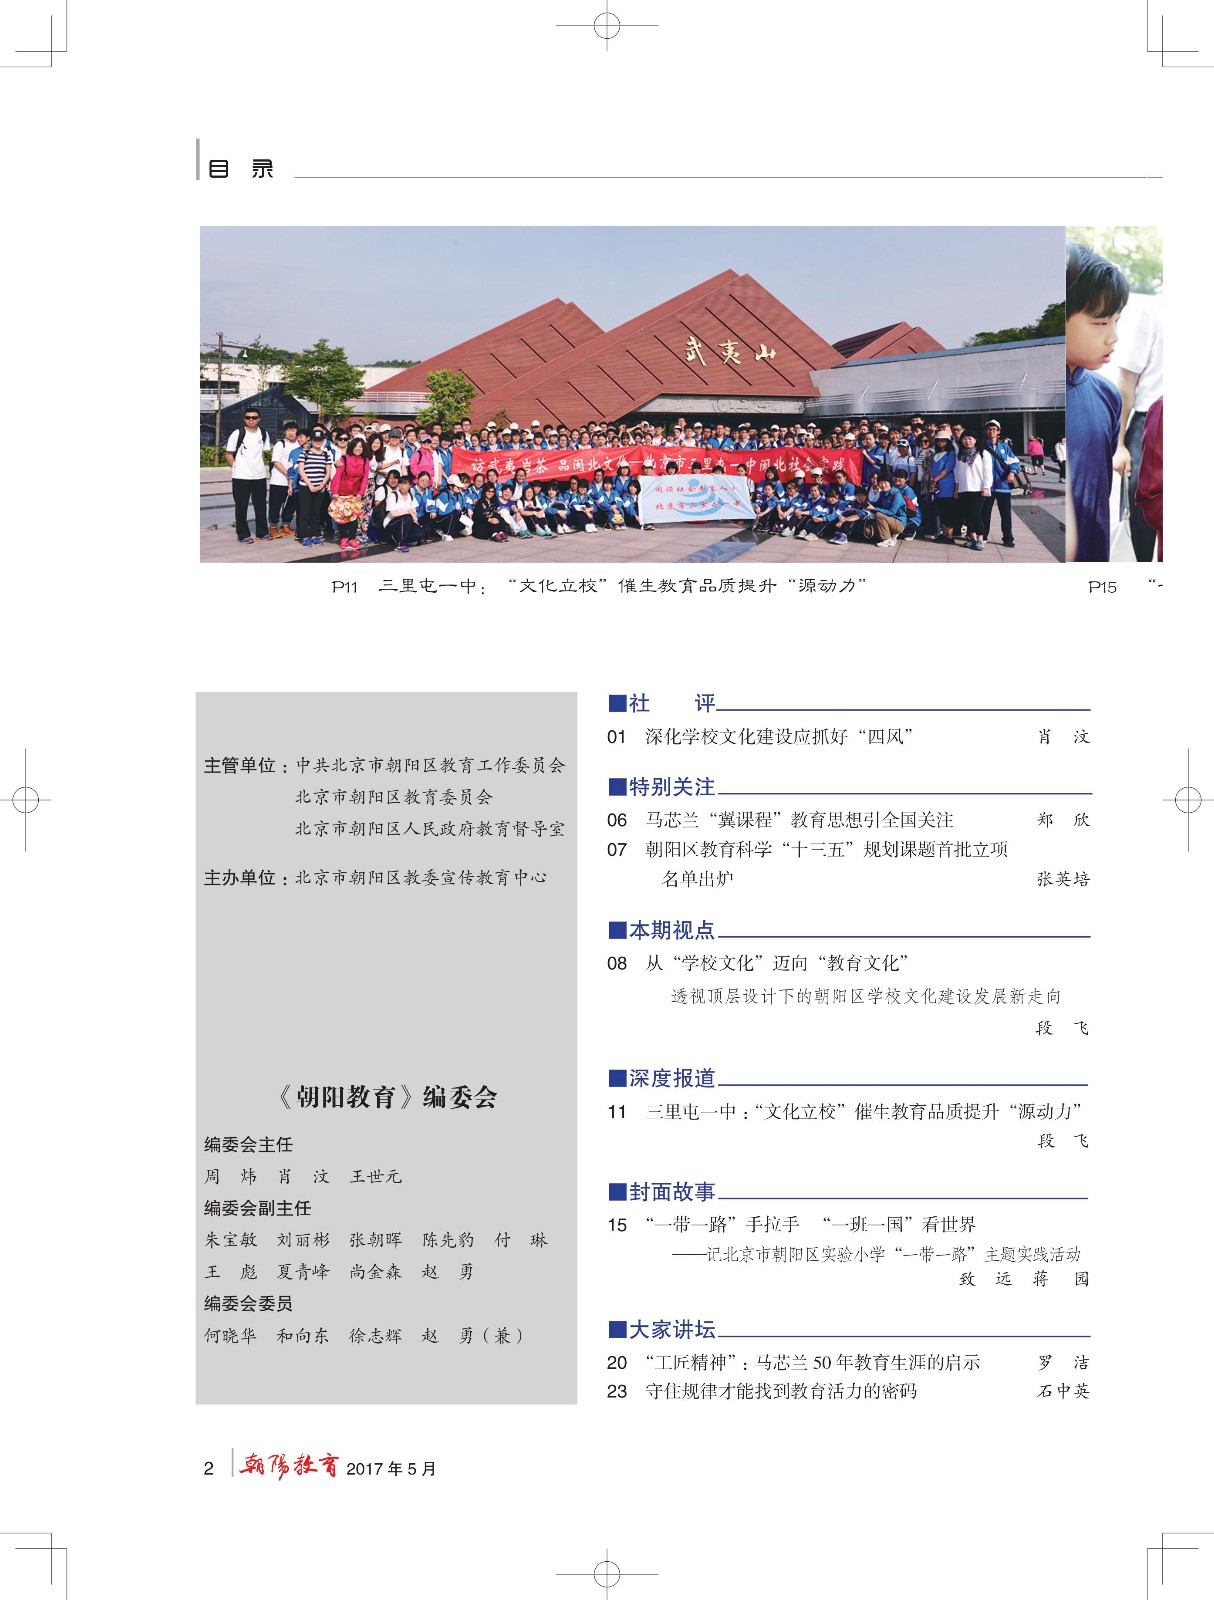 目 录
武夷山
访武夷岩茶 品闽北文化—北京市三里屯一中闽北社会实践
P11 三里屯一中：“文化立校”催生教育品质提升“源动力”
P15 “
主管单位：中共北京市朝阳区教育工作委员会
北京市朝阳区教育委员会
北京市朝阳区人民政府教育督导室
主办单位：北京市朝阳区教委宣传教育中心
《朝阳教育》编委会
编委会主任
周 炜 肖 汶 王世元
编委会副主任
朱宝敏 刘丽彬 张朝晖 陈先豹 付 琳
王 彪 夏青峰 尚金森 赵 勇
编委会委员
何晓华 和向东 徐志辉 赵 勇（兼）
■社 评
01 深化学校文化建设应抓好“四风” 肖 汶
■特别关注
06 马芯兰“冀课程”教育思想引全国关注 郑 欣
07 朝阳区教育科学“十三五”规划课题首批立项
名单出炉 张英培
■本期视点
08 从“学校文化”迈向“教育文化”
透视顶层设计下的朝阳区学校文化建设发展新走向
段 飞
■深度报道
11 三里屯一中：“文化立校”催生教育品质提升“源动力”
段 飞
■封面故事
15 “一带一路”手拉手 “一班一国”看世界
——记北京市朝阳区实验小学“一带一路”主题实践活动
致 远 蒋 园
■大家讲坛
20 “工匠精神”：马芯兰 50 年教育生涯的启示 罗 洁
23 守住规律才能找到教育活力的密码 石中英
2 朝陽教育 2017 年 5 月